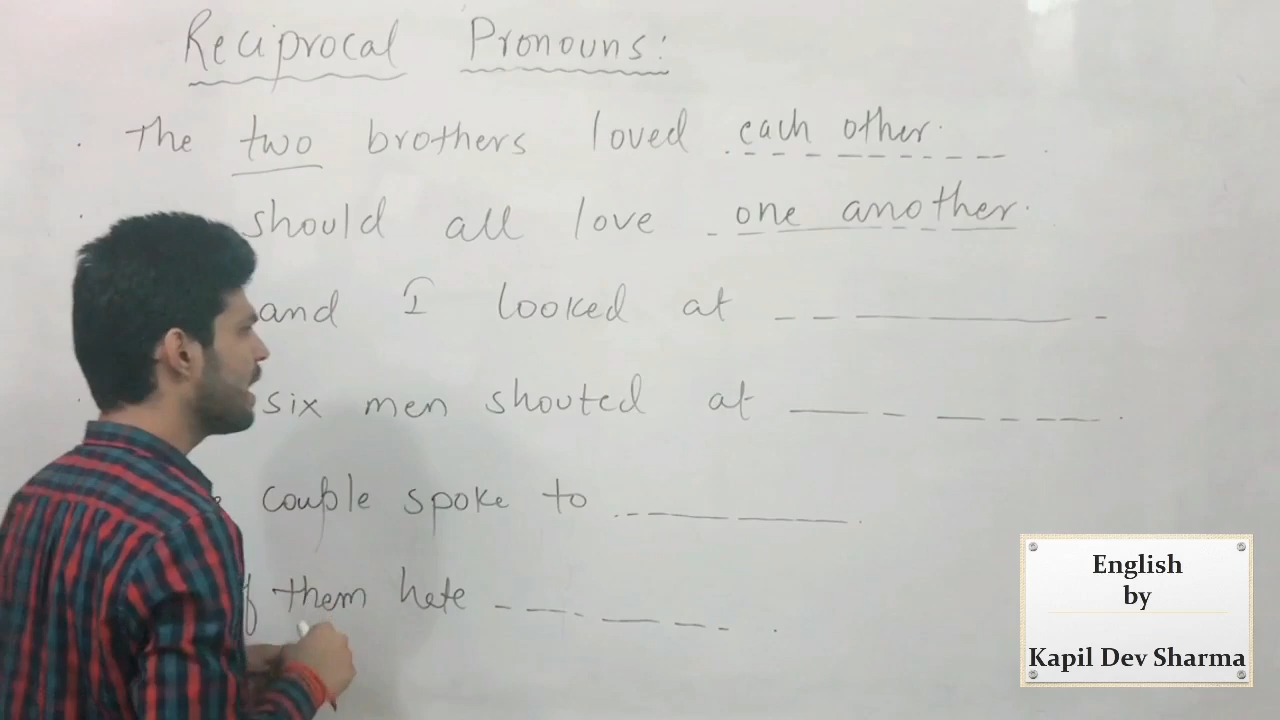 Reciprocal Pronouns:
The two brothers loved each other.
should all love one another.
and I looked at
six men shouted at
couple spoke to
them hate
English
by
Kapil Dev Sharma